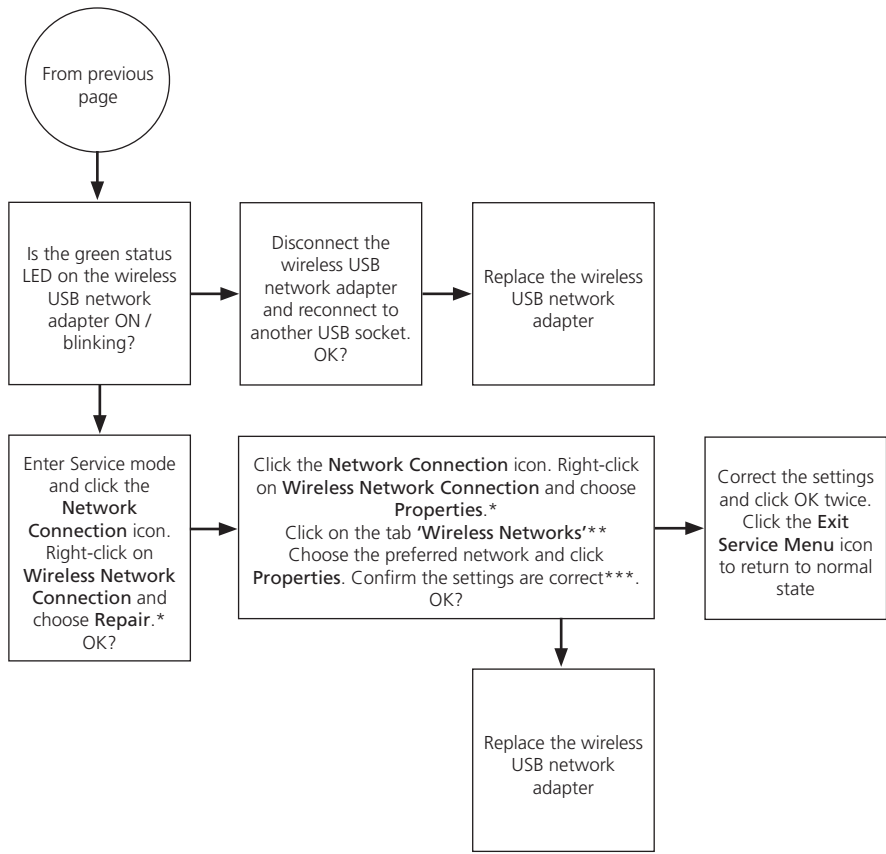 From previous
page
Is the green status
LED on the wireless
USB network
adapter ON /
blinking?
Disconnect the
wireless USB
network adapter
and reconnect to
another USB socket.
OK?
Replace the wireless
USB network
adapter
Enter Service mode
and click the
Network
Connection icon.
Right-click on
Wireless Network
Connection and
choose Repair.*
OK?
Click the Network Connection icon. Right-click
on Wireless Network Connection and choose
Properties.*
Click on the tab 'Wireless Networks'**
Choose the preferred network and click
Properties. Confirm the settings are correct***.
OK?
Correct the settings
and click OK twice.
Click the Exit
Service Menu icon
to return to normal
state
Replace the wireless
USB network
adapter